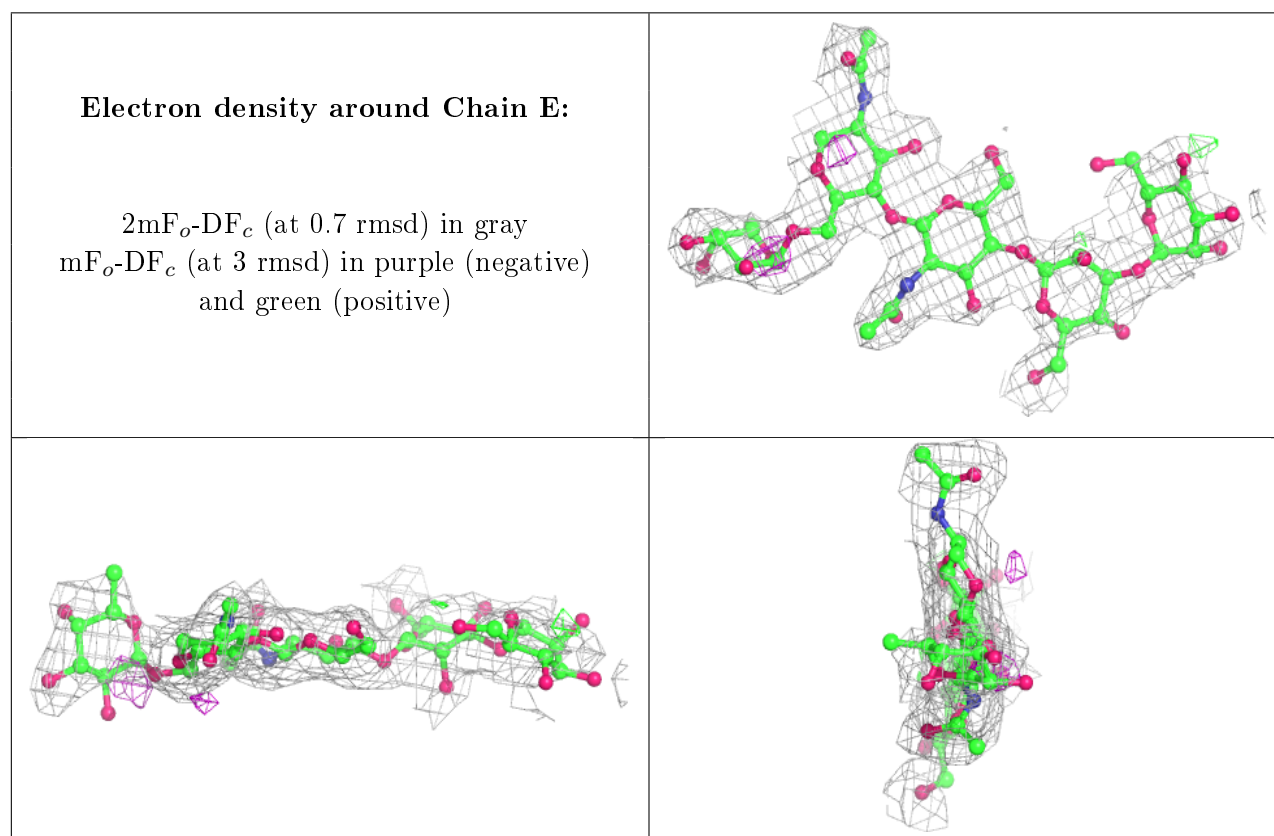 Electron density around Chain E:
2mFo-DFc (at 0.7 rmsd) in gray
mFo-DFc (at 3 rmsd) in purple (negative)
and green (positive)